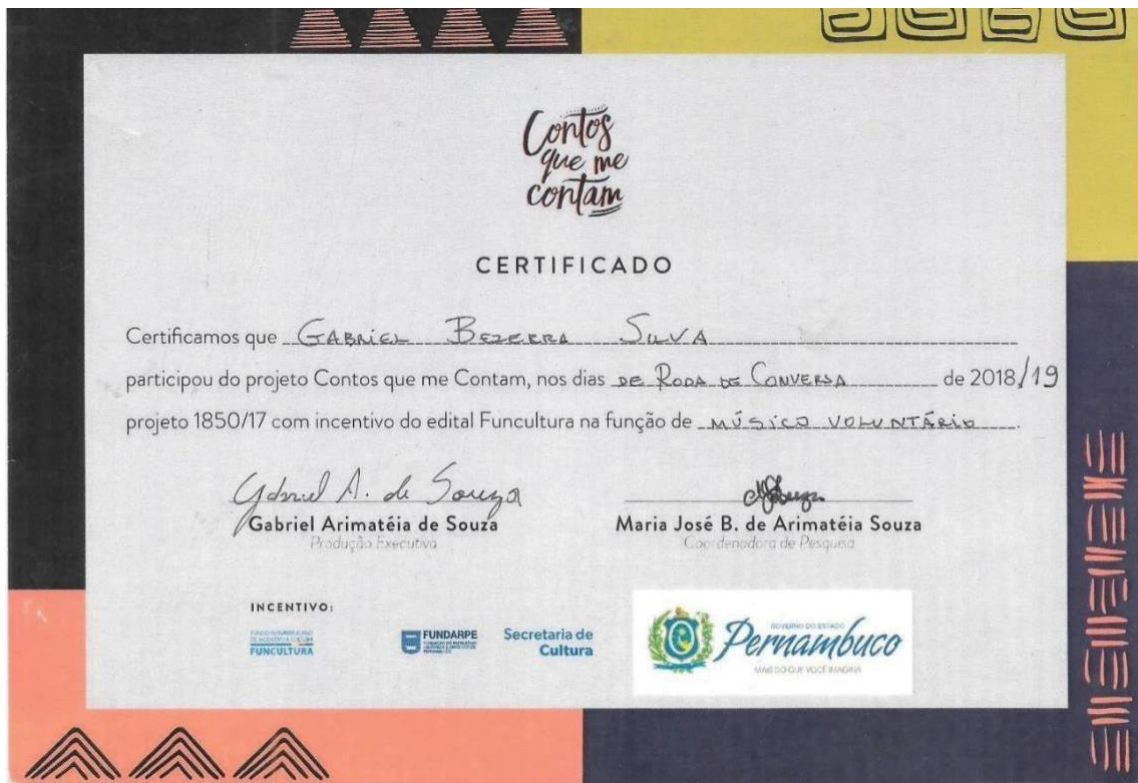 Contos
que me
contam
CERTIFICADO
Certificamos que GABRIEL BEZERRA SILVA
participou do projeto Contos que me Contam, nos dias DE RODA DE CONVERSA de 2018/19
projeto 1850/17 com incentivo do edital Funcultura na função de MÚSICO VOLUNTÁRIO.
Gabriel A. de Souza
Gabriel Arimatéia de Souza
Produção Executiva
Maria José B. de Arimatéia Souza
Coordenadora de Pesquisa
INCENTIVO:
FUNCULTURA
FUNDARPE
Secretaria de
Cultura
GOVERNO DO ESTADO
Pernambuco
MAIS DO QUE VOCÊ IMAGINA